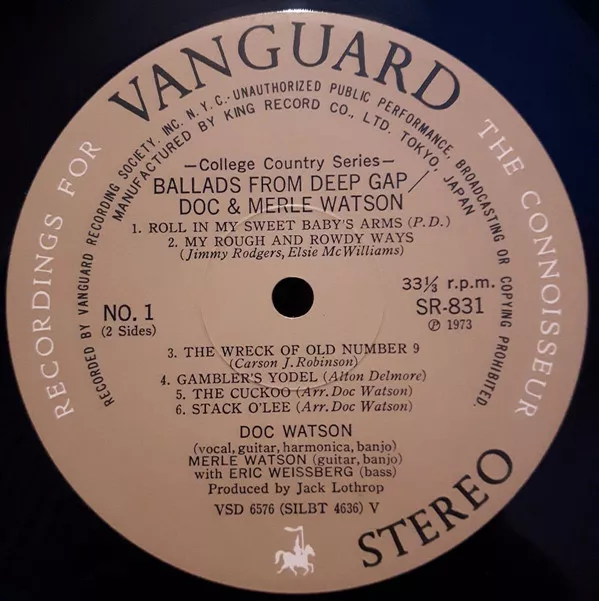 VANGUARD
RECORDINGS FOR THE CONNOISSEUR
RECORDED BY VANGUARD RECORDING SOCIETY, INC. N.Y.C.·UNAUTHORIZED PUBLIC PERFORMANCE, BROADCASTING OR COPYING PROHIBITED.
MANUFACTURED BY KING RECORD CO., LTD. TOKYO, JAPAN
—College Country Series—
BALLADS FROM DEEP GAP/
DOC & MERLE WATSON
1. ROLL IN MY SWEET BABY'S ARMS (P.D.)
2. MY ROUGH AND ROWDY WAYS
(Jimmy Rodgers, Elsie McWilliams)
NO. 1
(2 Sides)
33⅓ r.p.m.
SR-831
℗ 1973
3. THE WRECK OF OLD NUMBER 9
(Carson J. Robinson)
4. GAMBLER'S YODEL (Alton Delmore)
5. THE CUCKOO (Arr. Doc Watson)
6. STACK O'LEE (Arr. Doc Watson)
DOC WATSON
(vocal, guitar, harmonica, banjo)
MERLE WATSON (guitar, banjo)
with ERIC WEISSBERG (bass)
Produced by Jack Lothrop
VSD 6576 (SILBT 4636) V
STEREO